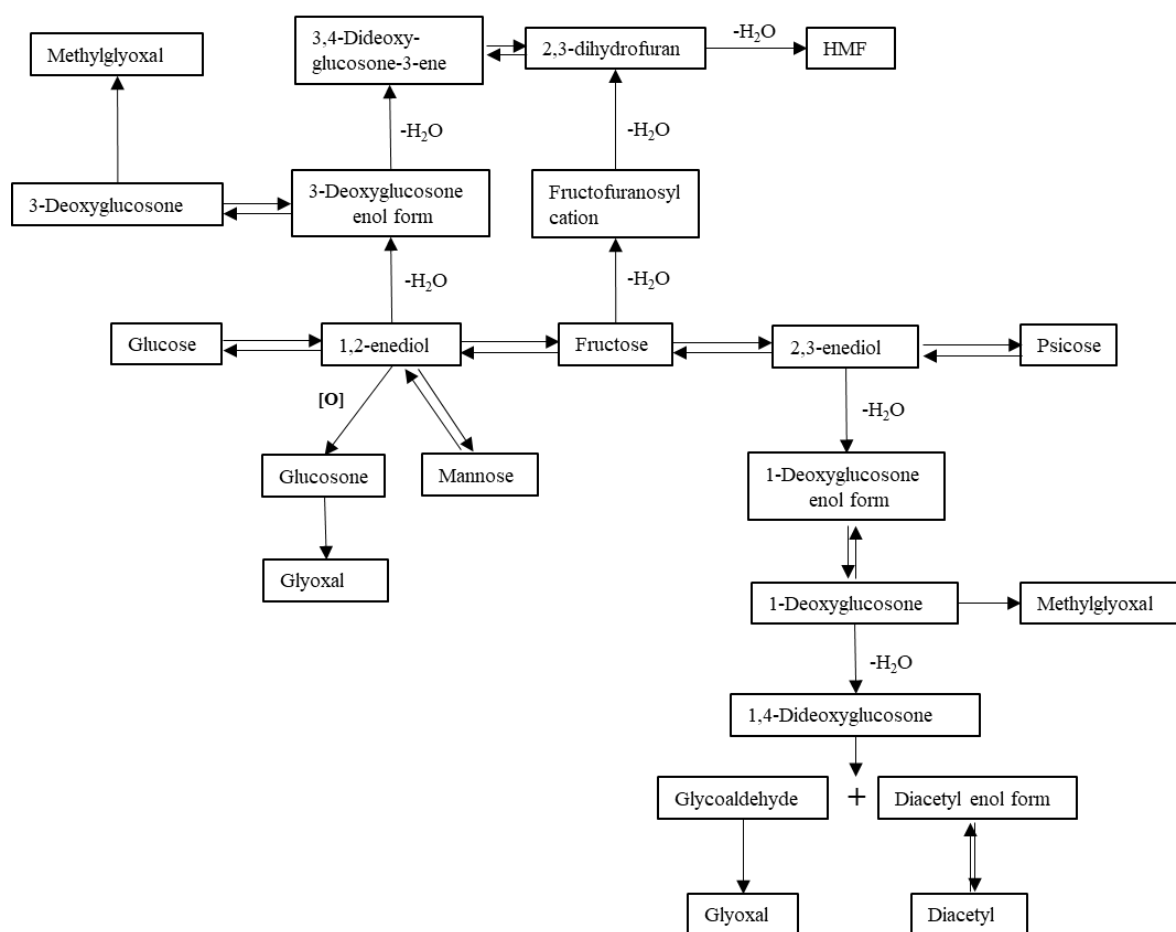 3,4-Dideoxy-
glucosone-3-ene
2,3-dihydrofuran
-H₂O
HMF
Methylglyoxal
-H₂O
-H₂O
3-Deoxyglucosone
3-Deoxyglucosone
enol form
Fructofuranosyl
cation
-H₂O
-H₂O
Glucose
1,2-enediol
Fructose
2,3-enediol
Psicose
[O]
-H₂O
Glucosone
Mannose
1-Deoxyglucosone
enol form
Glyoxal
1-Deoxyglucosone
Methylglyoxal
-H₂O
1,4-Dideoxyglucosone
Glycoaldehyde
+
Diacetyl enol form
Glyoxal
Diacetyl